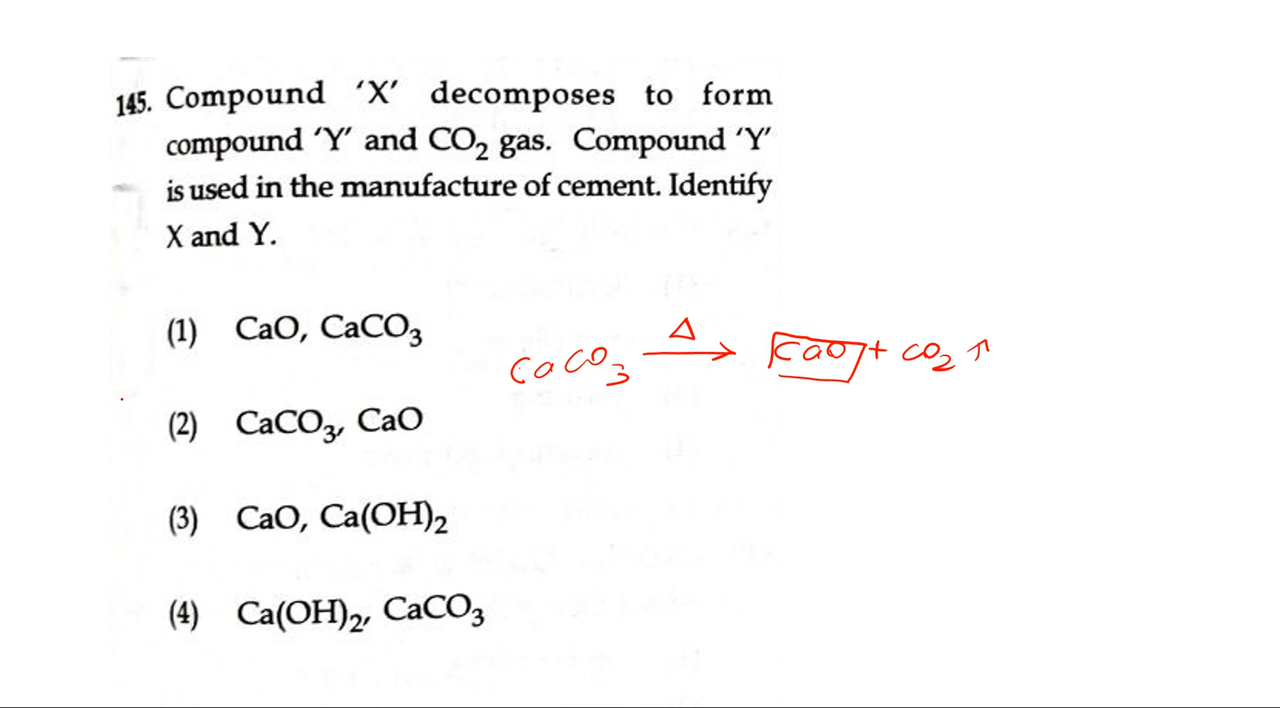 145. Compound 'X' decomposes to form
compound 'Y' and CO₂ gas. Compound 'Y'
is used in the manufacture of cement. Identify
X and Y.
(1) CaO, CaCO₃
CaCO₃ →Δ CaO + CO₂ ↑
(2) CaCO₃, CaO
(3) CaO, Ca(OH)₂
(4) Ca(OH)₂, CaCO₃